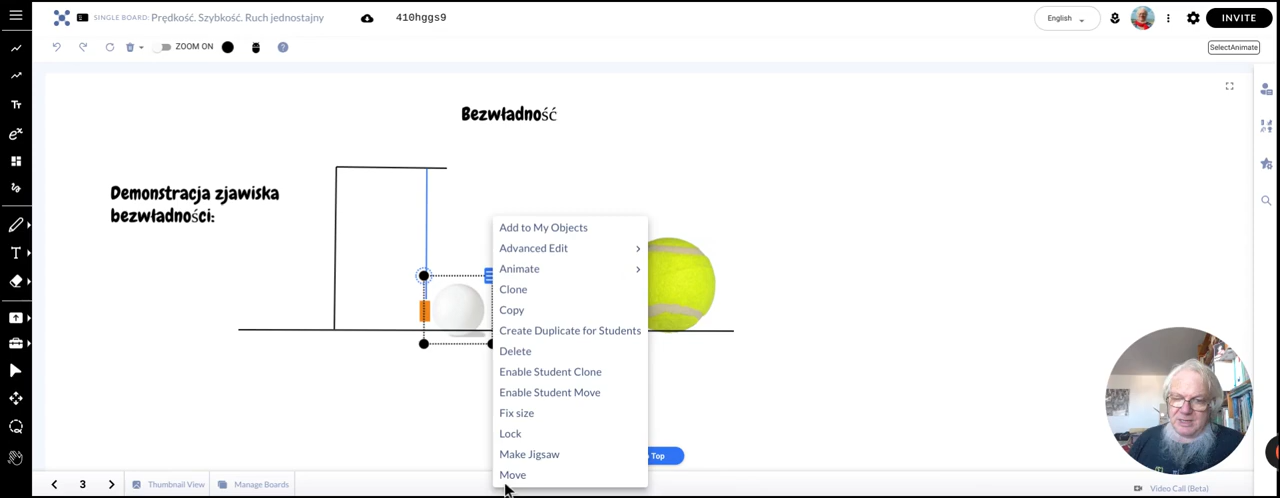 SINGLE BOARD: Prędkość. Szybkość. Ruch jednostajny
410hggs9
English
INVITE
ZOOM ON
SelectAnimate
Bezwładność
Demonstracja zjawiska
bezwładności:
Add to My Objects
Advanced Edit
Animate
Clone
Copy
Create Duplicate for Students
Delete
Enable Student Clone
Enable Student Move
Fix size
Lock
Make Jigsaw
Move
Top
3
Thumbnail View
Manage Boards
Video Call (Beta)